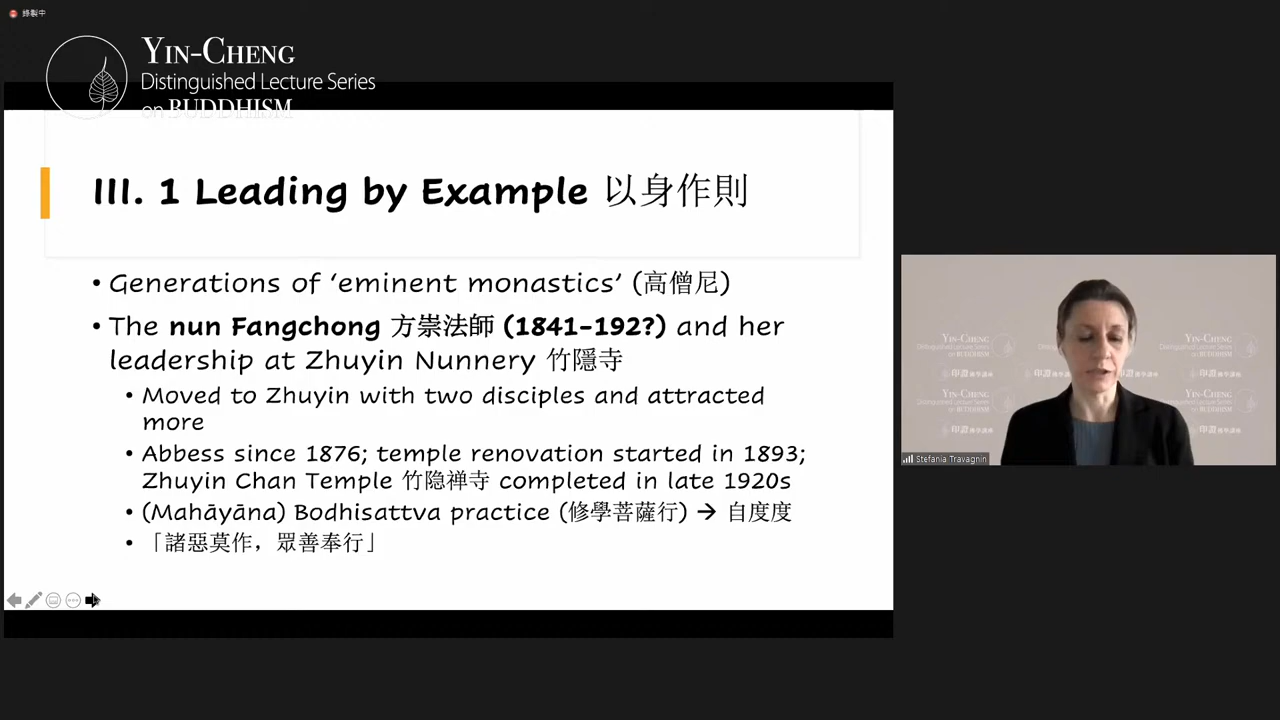 錄製中
YIN-CHENG
Distinguished Lecture Series
on BUDDHISM
III. 1 Leading by Example 以身作則
• Generations of ‘eminent monastics’ (高僧尼)
• The nun Fangchong 方崇法師 (1841-192?) and her
leadership at Zhuyin Nunnery 竹隱寺
• Moved to Zhuyin with two disciples and attracted
more
• Abbess since 1876; temple renovation started in 1893;
Zhuyin Chan Temple 竹隐禅寺 completed in late 1920s
• (Mahāyāna) Bodhisattva practice (修學菩薩行) → 自度度
• 「諸惡莫作，眾善奉行」
Stefania Travagnin